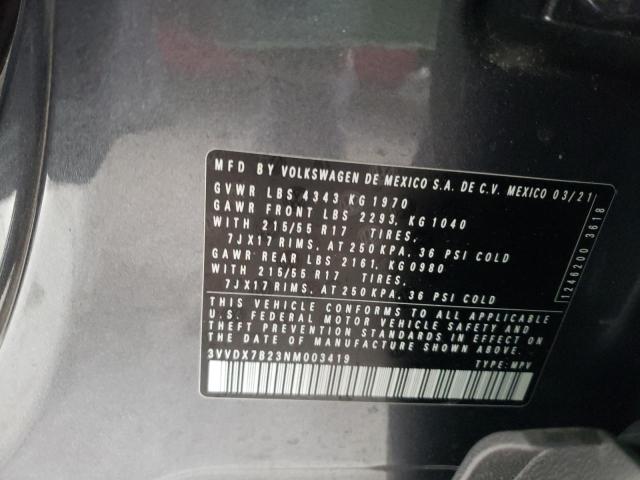 MFD BY VOLKSWAGEN DE MEXICO S.A. DE C.V. MEXICO 03/21
GVWR LBS 4343 KG 1970
GAWR FRONT LBS 2293, KG 1040
WITH 215/55 R17 TIRES,
7JX17 RIMS, AT 250 KPA, 36 PSI COLD
GAWR REAR LBS 2161, KG 0980
WITH 215/55 R17 TIRES,
7JX17 RIMS, AT 250 KPA, 36 PSI COLD
THIS VEHICLE CONFORMS TO ALL APPLICABLE
U.S. FEDERAL MOTOR VEHICLE SAFETY AND
THEFT PREVENTION STANDARDS IN EFFECT ON
THE DATE OF MANUFACTURE SHOWN ABOVE.
3VVDX7B23NM003419
TYPE: MPV
1246200 3618